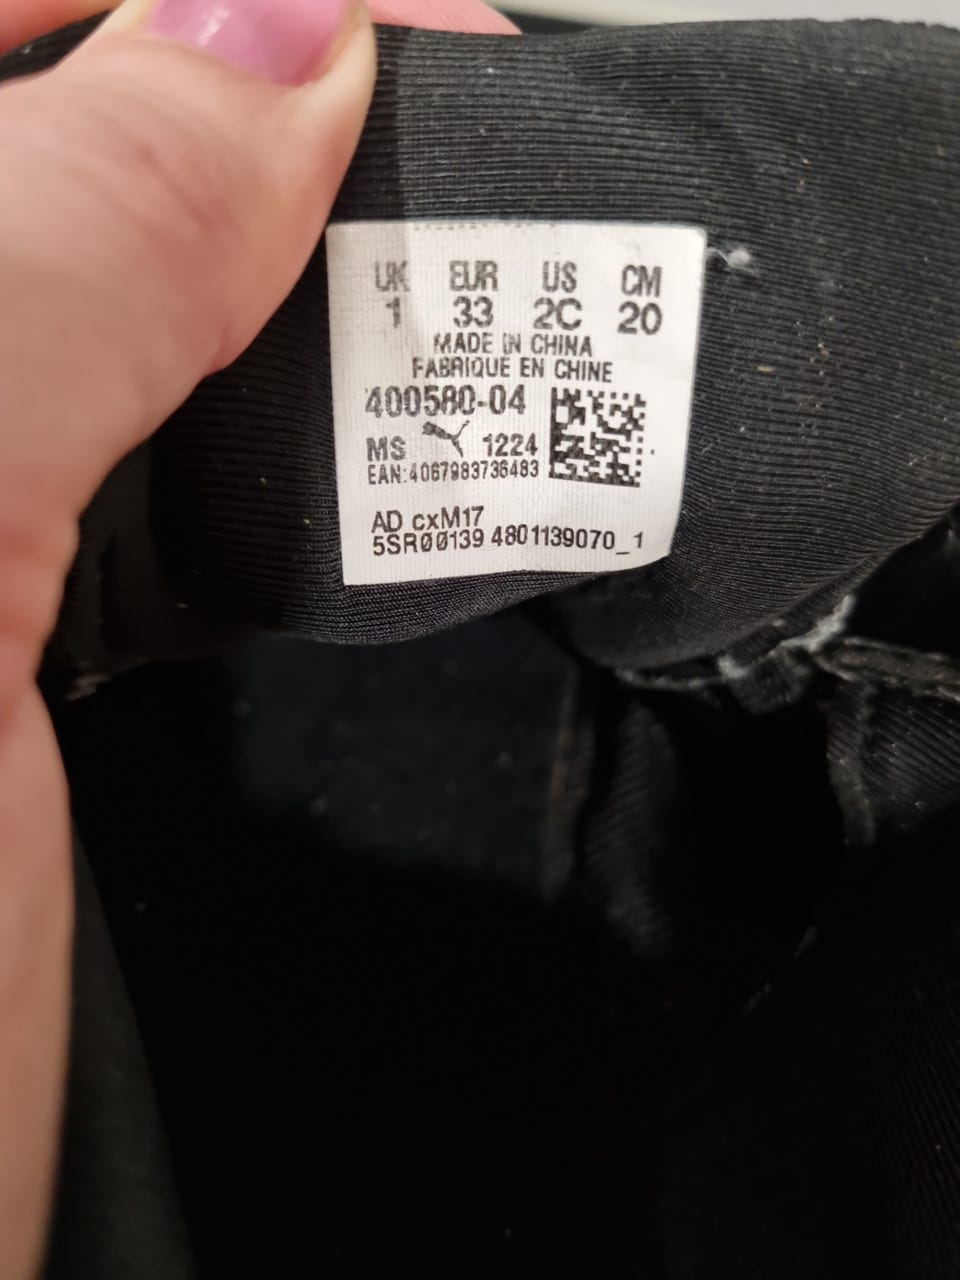 UK EUR US CM
1 33 2C 20
MADE IN CHINA
FABRIQUE EN CHINE
400580-04
MS 1224
EAN:4067983736483
AD cxM17
5SR00139 4801139070_1